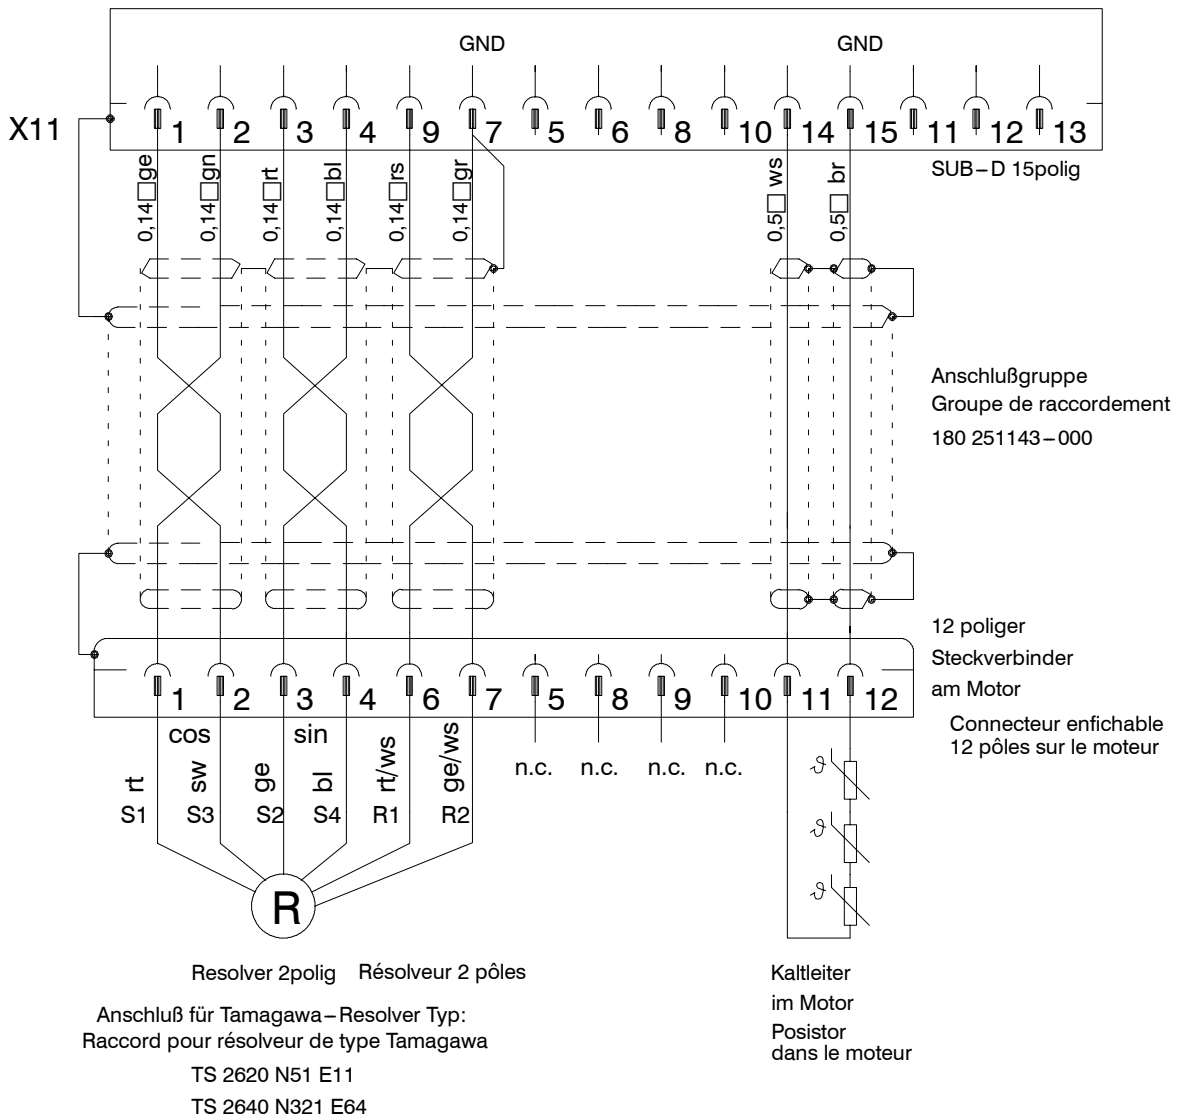 GND GND
X11
1 2 3 4 9 7 5 6 8 10 14 15 11 12 13
SUB–D 15polig
0,14□ge 0,14□gn 0,14□rt 0,14□bl 0,14□rs 0,14□gr 0,5□ ws 0,5□ br
Anschlußgruppe
Groupe de raccordement
180 251143–000
12 poliger
Steckverbinder
am Motor
Connecteur enfichable
12 pôles sur le moteur
1 2 3 4 6 7 5 8 9 10 11 12
cos sin
rt sw ge bl rt/ws ge/ws
n.c. n.c. n.c. n.c.
S1 S3 S2 S4 R1 R2
ϑ
ϑ
ϑ
R
Resolver 2polig Résolveur 2 pôles
Anschluß für Tamagawa–Resolver Typ:
Raccord pour résolveur de type Tamagawa
TS 2620 N51 E11
TS 2640 N321 E64
Kaltleiter
im Motor
Posistor
dans le moteur